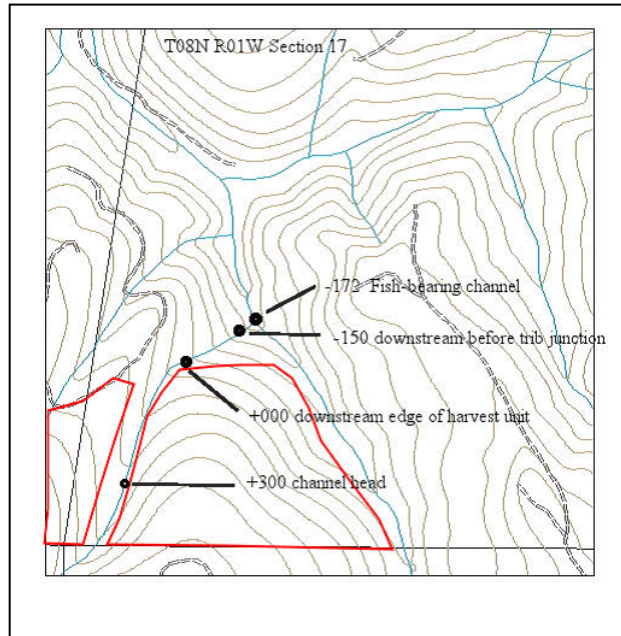 T08N R01W Section 17
-172 Fish-bearing channel
-150 downstream before trib junction
+000 downstream edge of harvest unit
+300 channel head